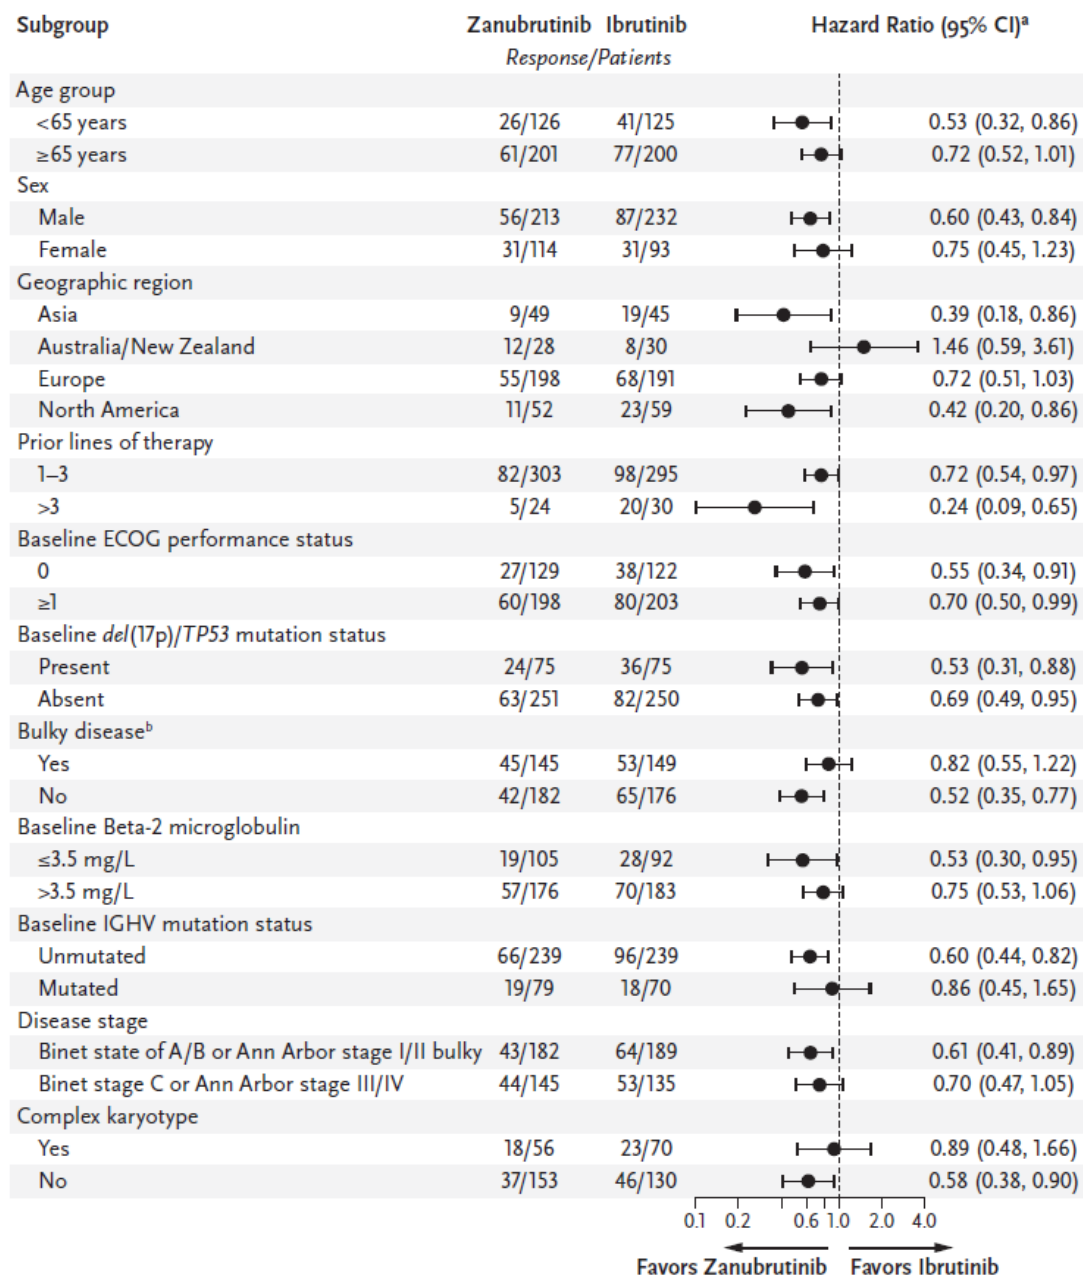 Subgroup Zanubrutinib Ibrutinib Hazard Ratio (95% CI)ᵃ
Response/Patients
Age group
<65 years 26/126 41/125 0.53 (0.32, 0.86)
≥65 years 61/201 77/200 0.72 (0.52, 1.01)
Sex
Male 56/213 87/232 0.60 (0.43, 0.84)
Female 31/114 31/93 0.75 (0.45, 1.23)
Geographic region
Asia 9/49 19/45 0.39 (0.18, 0.86)
Australia/New Zealand 12/28 8/30 1.46 (0.59, 3.61)
Europe 55/198 68/191 0.72 (0.51, 1.03)
North America 11/52 23/59 0.42 (0.20, 0.86)
Prior lines of therapy
1–3 82/303 98/295 0.72 (0.54, 0.97)
>3 5/24 20/30 0.24 (0.09, 0.65)
Baseline ECOG performance status
0 27/129 38/122 0.55 (0.34, 0.91)
≥1 60/198 80/203 0.70 (0.50, 0.99)
Baseline del(17p)/TP53 mutation status
Present 24/75 36/75 0.53 (0.31, 0.88)
Absent 63/251 82/250 0.69 (0.49, 0.95)
Bulky diseaseᵇ
Yes 45/145 53/149 0.82 (0.55, 1.22)
No 42/182 65/176 0.52 (0.35, 0.77)
Baseline Beta-2 microglobulin
≤3.5 mg/L 19/105 28/92 0.53 (0.30, 0.95)
>3.5 mg/L 57/176 70/183 0.75 (0.53, 1.06)
Baseline IGHV mutation status
Unmutated 66/239 96/239 0.60 (0.44, 0.82)
Mutated 19/79 18/70 0.86 (0.45, 1.65)
Disease stage
Binet state of A/B or Ann Arbor stage I/II bulky 43/182 64/189 0.61 (0.41, 0.89)
Binet stage C or Ann Arbor stage III/IV 44/145 53/135 0.70 (0.47, 1.05)
Complex karyotype
Yes 18/56 23/70 0.89 (0.48, 1.66)
No 37/153 46/130 0.58 (0.38, 0.90)
0.1 0.2 0.6 1.0 2.0 4.0
Favors Zanubrutinib Favors Ibrutinib